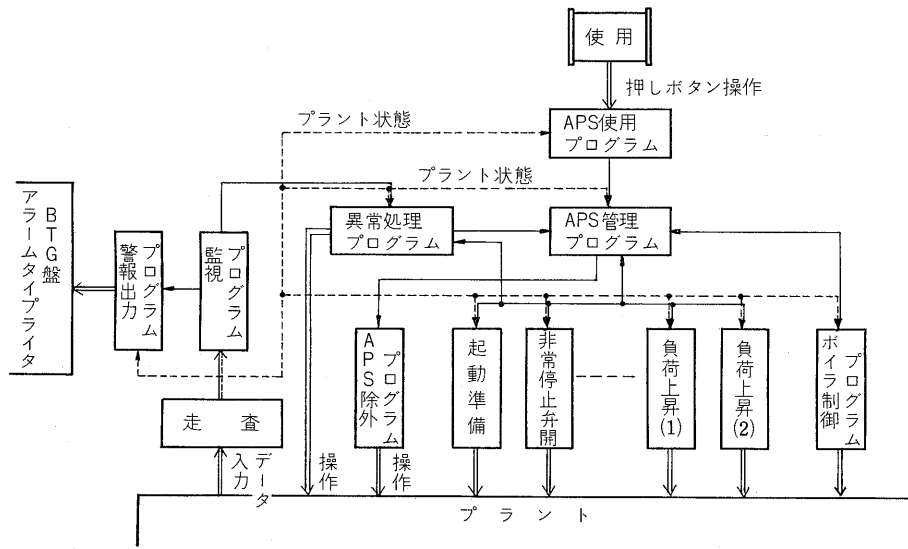 使用
押しボタン操作
プラント状態
APS使用
プログラム
プラント状態
BTG盤
アラームタイプライタ
プログラム
警報出力
プログラム
監視
異常処理
プログラム
APS管理
プログラム
プログラム
APS除外
起動準備
非常停止弁開
負荷上昇(1)
負荷上昇(2)
プログラム
ボイラ制御
走査
データ
入力
操作
操作
プラント